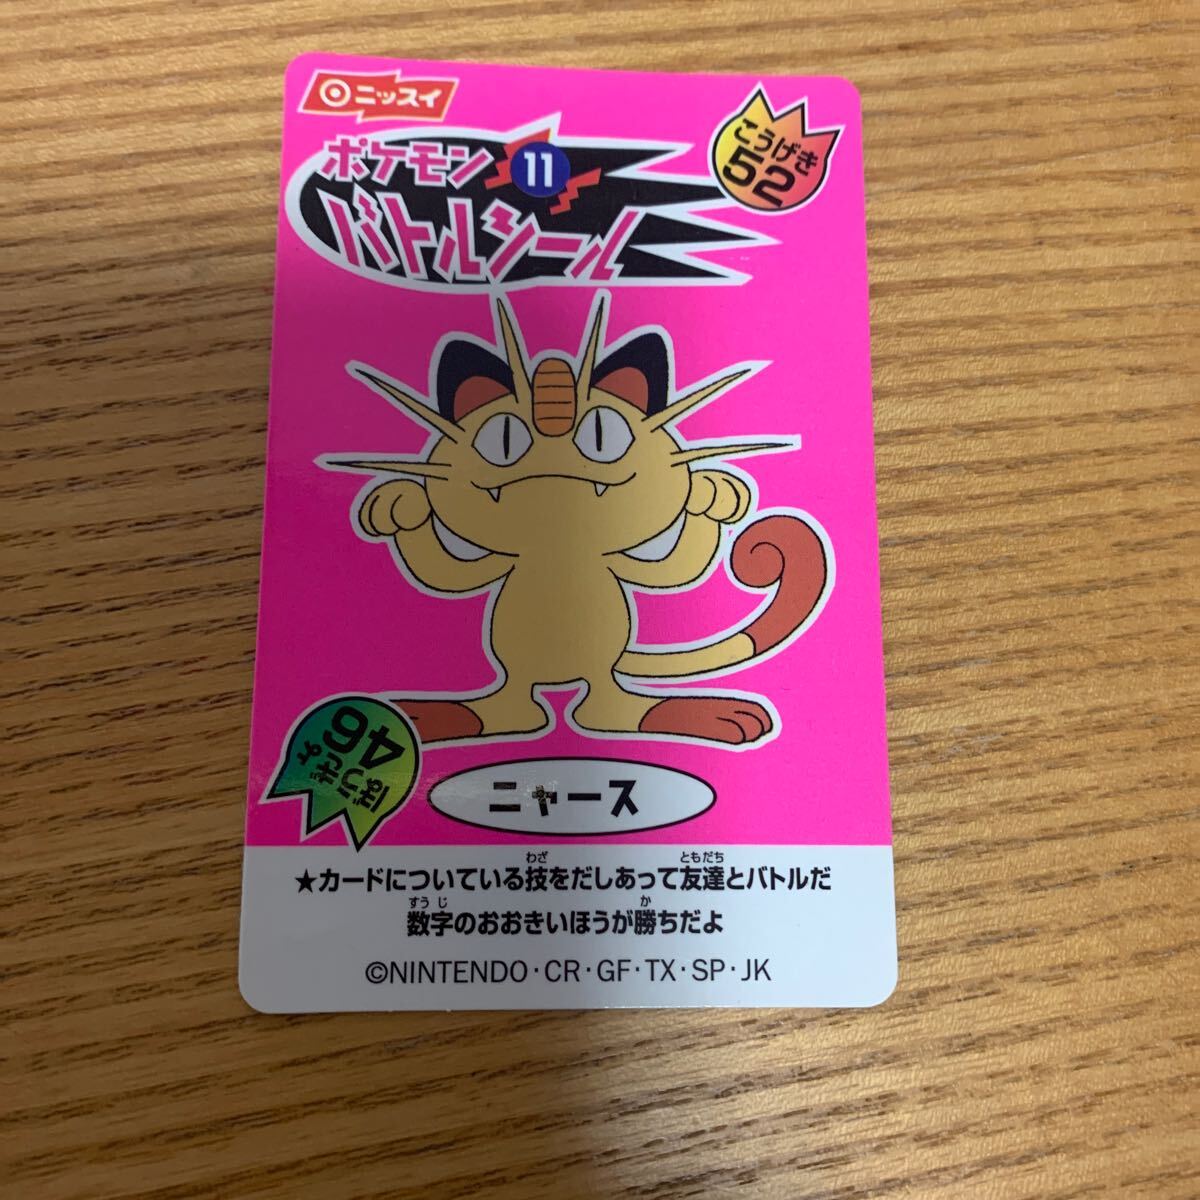 ニッスイ
ポケモン 11
バトルシール
こうげき
52
ぼうぎょ
46
ニャース
わざ ともだち
★カードについている技をだしあって友達とバトルだ
すうじ か
数字のおおきいほうが勝ちだよ
©NINTENDO・CR・GF・TX・SP・JK